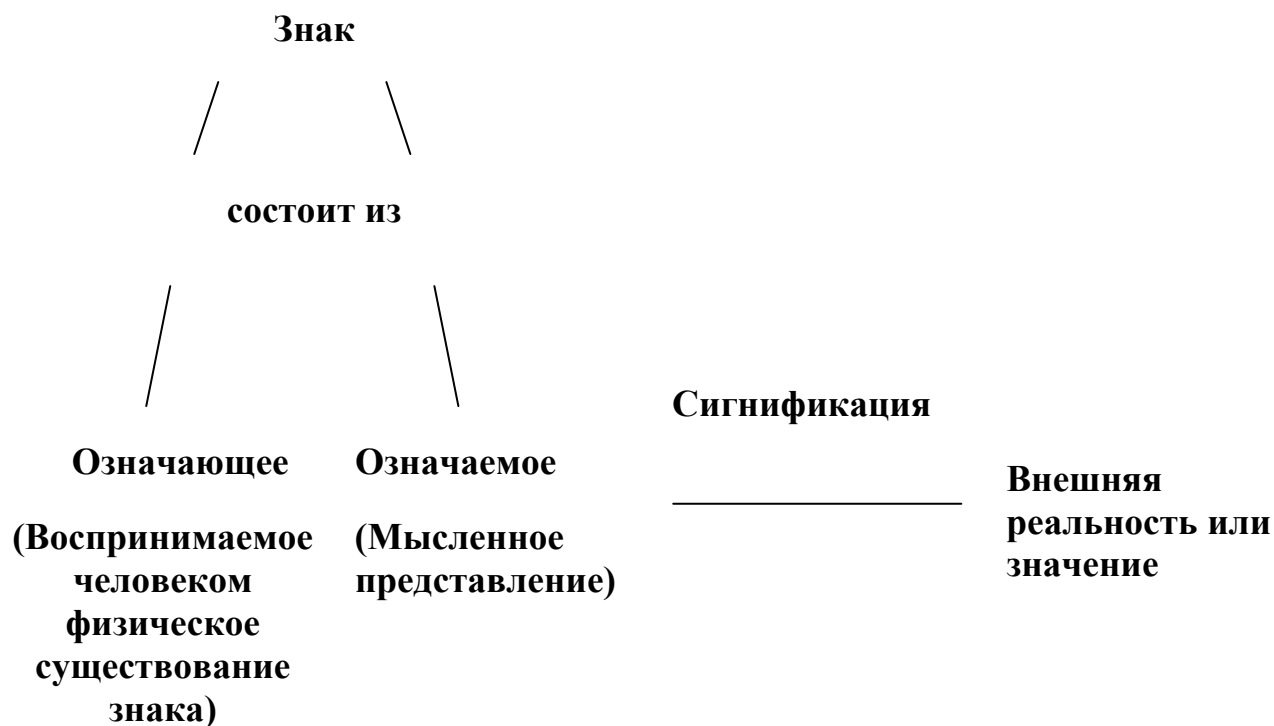 Знак
состоит из
Сигнификация
Означающее
(Воспринимаемое
человеком
физическое
существование
знака)
Означаемое
(Мысленное
представление)
Внешняя
реальность или
значение